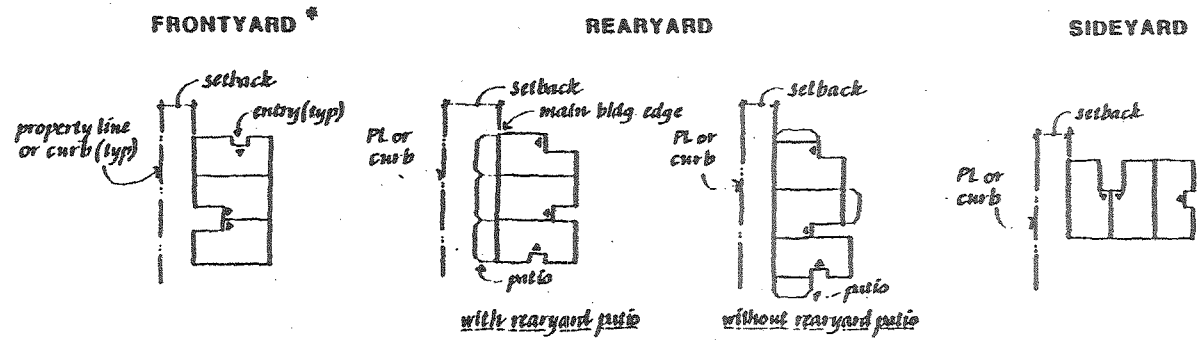 FRONTYARD *
REARYARD
SIDEYARD
setback
entry (typ)
property line
or curb (typ)
setback
main bldg edge
PL or
curb
patio
with rearyard patio
setback
PL or
curb
patio
without rearyard patio
setback
PL or
curb